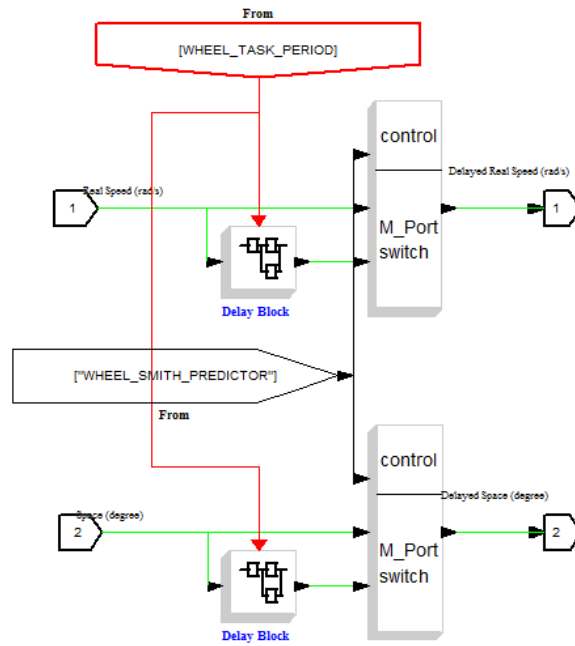 From
[WHEEL_TASK_PERIOD]
control
Real Speed (rad/s)
Delayed Real Speed (rad/s)
1
1
M_Port
switch
Delay Block
["WHEEL_SMITH_PREDICTOR"]
From
control
Space (degree)
Delayed Space (degree)
2
2
M_Port
switch
Delay Block